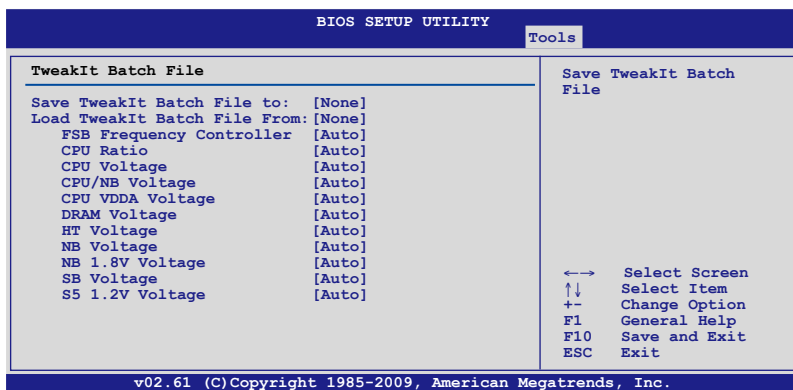 BIOS SETUP UTILITY
Tools
TweakIt Batch File
Save TweakIt Batch File to: [None]
Load TweakIt Batch File From: [None]
FSB Frequency Controller [Auto]
CPU Ratio [Auto]
CPU Voltage [Auto]
CPU/NB Voltage [Auto]
CPU VDDA Voltage [Auto]
DRAM Voltage [Auto]
HT Voltage [Auto]
NB Voltage [Auto]
NB 1.8V Voltage [Auto]
SB Voltage [Auto]
S5 1.2V Voltage [Auto]
Save TweakIt Batch
File
←→ Select Screen
↑↓ Select Item
+- Change Option
F1 General Help
F10 Save and Exit
ESC Exit
v02.61 (C)Copyright 1985-2009, American Megatrends, Inc.